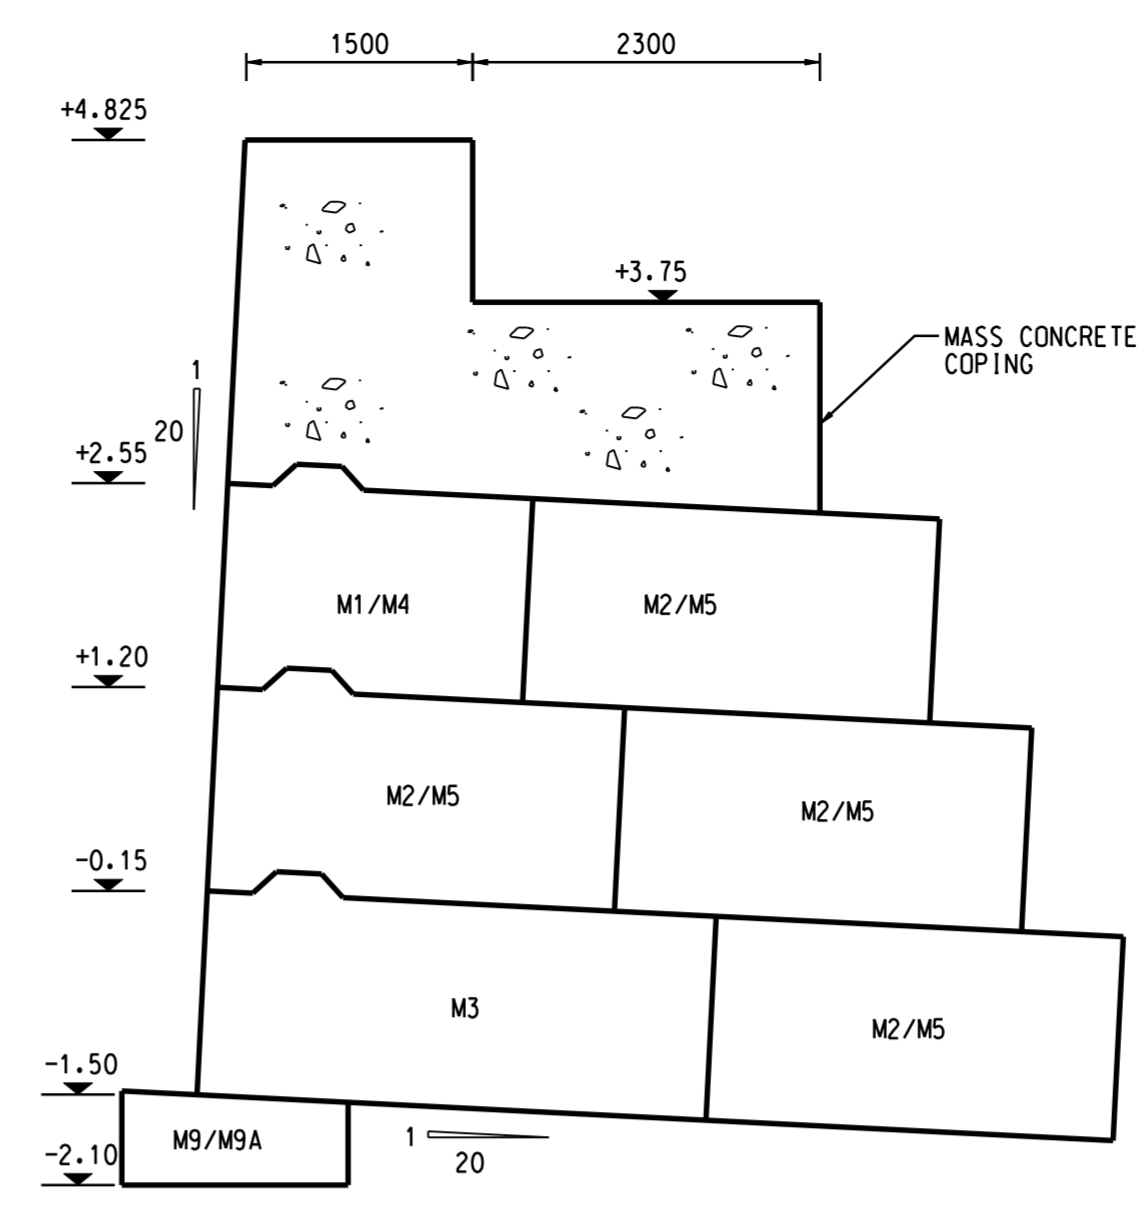 1500
2300
+4.825
+3.75
MASS CONCRETE
COPING
1
20
+2.55
M1/M4
M2/M5
+1.20
M2/M5
M2/M5
-0.15
M3
M2/M5
-1.50
M9/M9A
1
20
-2.10